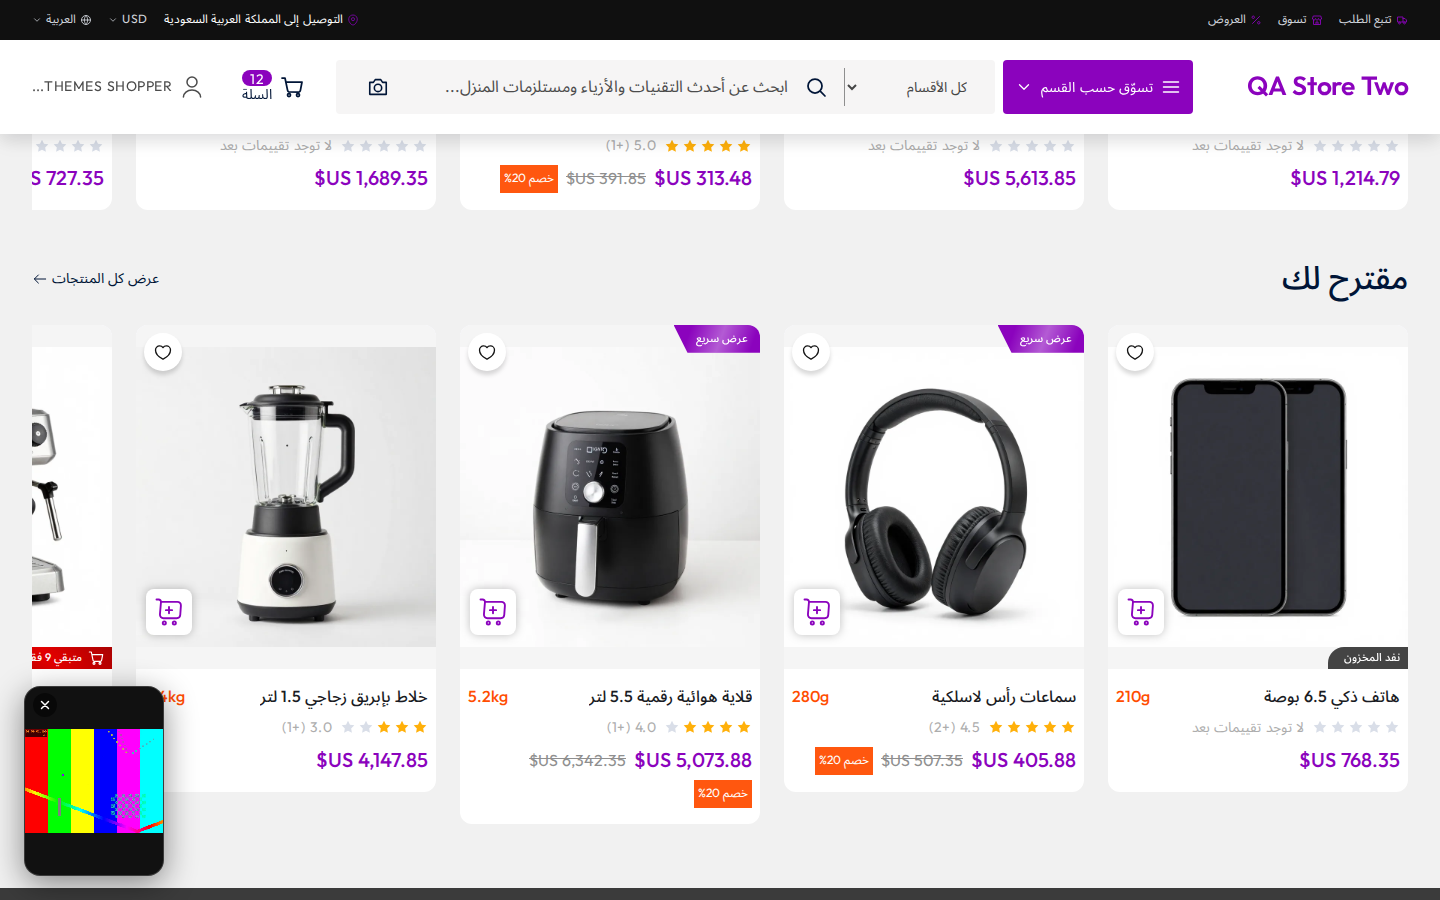 تتبع الطلب
تسوق
العروض
التوصيل إلى المملكة العربية السعودية
USD
العربية
QA Store Two
تسوّق حسب القسم
كل الأقسام
ابحث عن أحدث التقنيات والأزياء ومستلزمات المنزل...
12
السلة
THEMES SHOPPER...
لا توجد تقييمات بعد
$US 1,214.79
لا توجد تقييمات بعد
$US 5,613.85
5.0 (+1)
$US 313.48
$US 391.85
خصم 20%
لا توجد تقييمات بعد
$US 1,689.35
$US 727.35
مقترح لك
عرض كل المنتجات
نفد المخزون
هاتف ذكي 6.5 بوصة
210g
لا توجد تقييمات بعد
$US 768.35
عرض سريع
سماعات رأس لاسلكية
280g
4.5 (+2)
$US 405.88
$US 507.35
خصم 20%
عرض سريع
قلاية هوائية رقمية 5.5 لتر
5.2kg
4.0 (+1)
$US 5,073.88
$US 6,342.35
خصم 20%
خلاط بإبريق زجاجي 1.5 لتر
3.0 (+1)
$US 4,147.85
متبقي 9